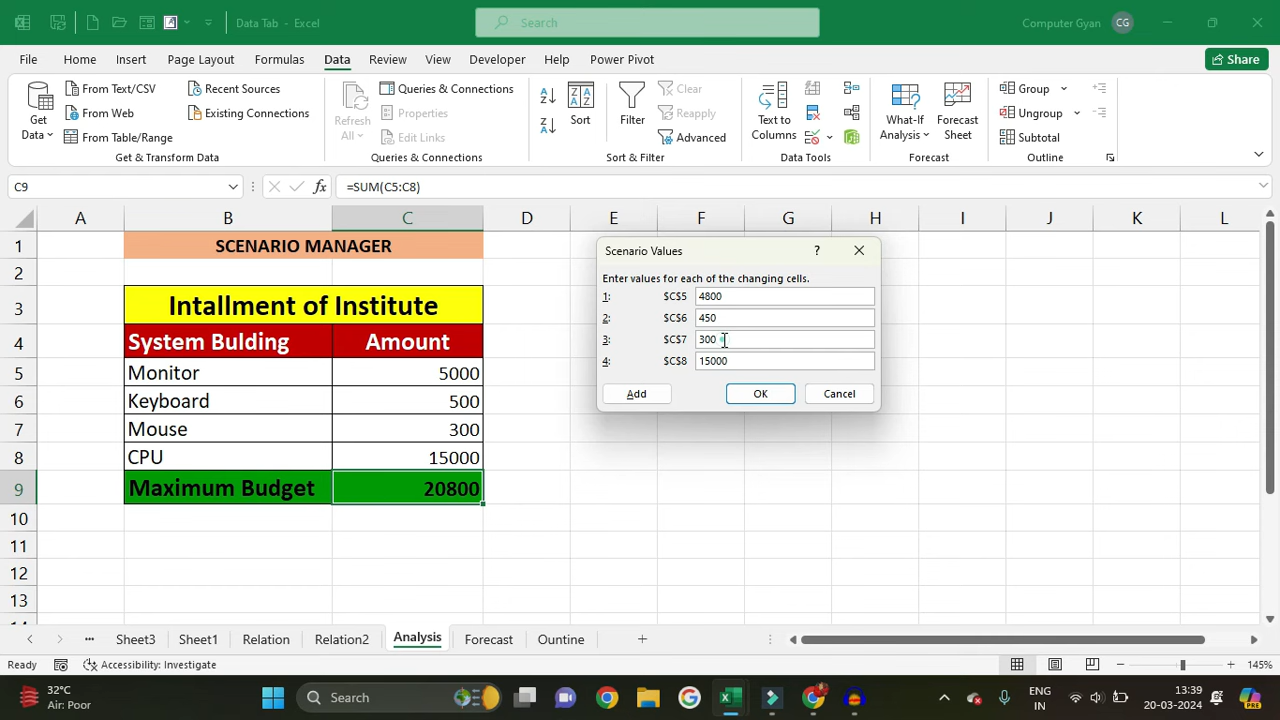 Data Tab - Excel
Search
Computer Gyan
CG
File Home Insert Page Layout Formulas Data Review View Developer Help Power Pivot
Share
Get Data
From Text/CSV
From Web
From Table/Range
Recent Sources
Existing Connections
Get & Transform Data
Refresh All
Queries & Connections
Properties
Edit Links
Queries & Connections
Sort
Filter
Clear
Reapply
Advanced
Sort & Filter
Text to Columns
Data Tools
What-If Analysis
Forecast Sheet
Forecast
Group
Ungroup
Subtotal
Outline
C9
fx
=SUM(C5:C8)
A B C D E F G H I J K L
1 SCENARIO MANAGER
2
3 Intallment of Institute
4 System Bulding Amount
5 Monitor 5000
6 Keyboard 500
7 Mouse 300
8 CPU 15000
9 Maximum Budget 20800
10
11
12
13
14
Scenario Values
?
Enter values for each of the changing cells.
1: $C$5 4800
2: $C$6 450
3: $C$7 300
4: $C$8 15000
Add OK Cancel
... Sheet3 Sheet1 Relation Relation2 Analysis Forecast Ountine
Ready
Accessibility: Investigate
145%
32°C
Air: Poor
Search
ENG
IN
13:39
20-03-2024
PRE